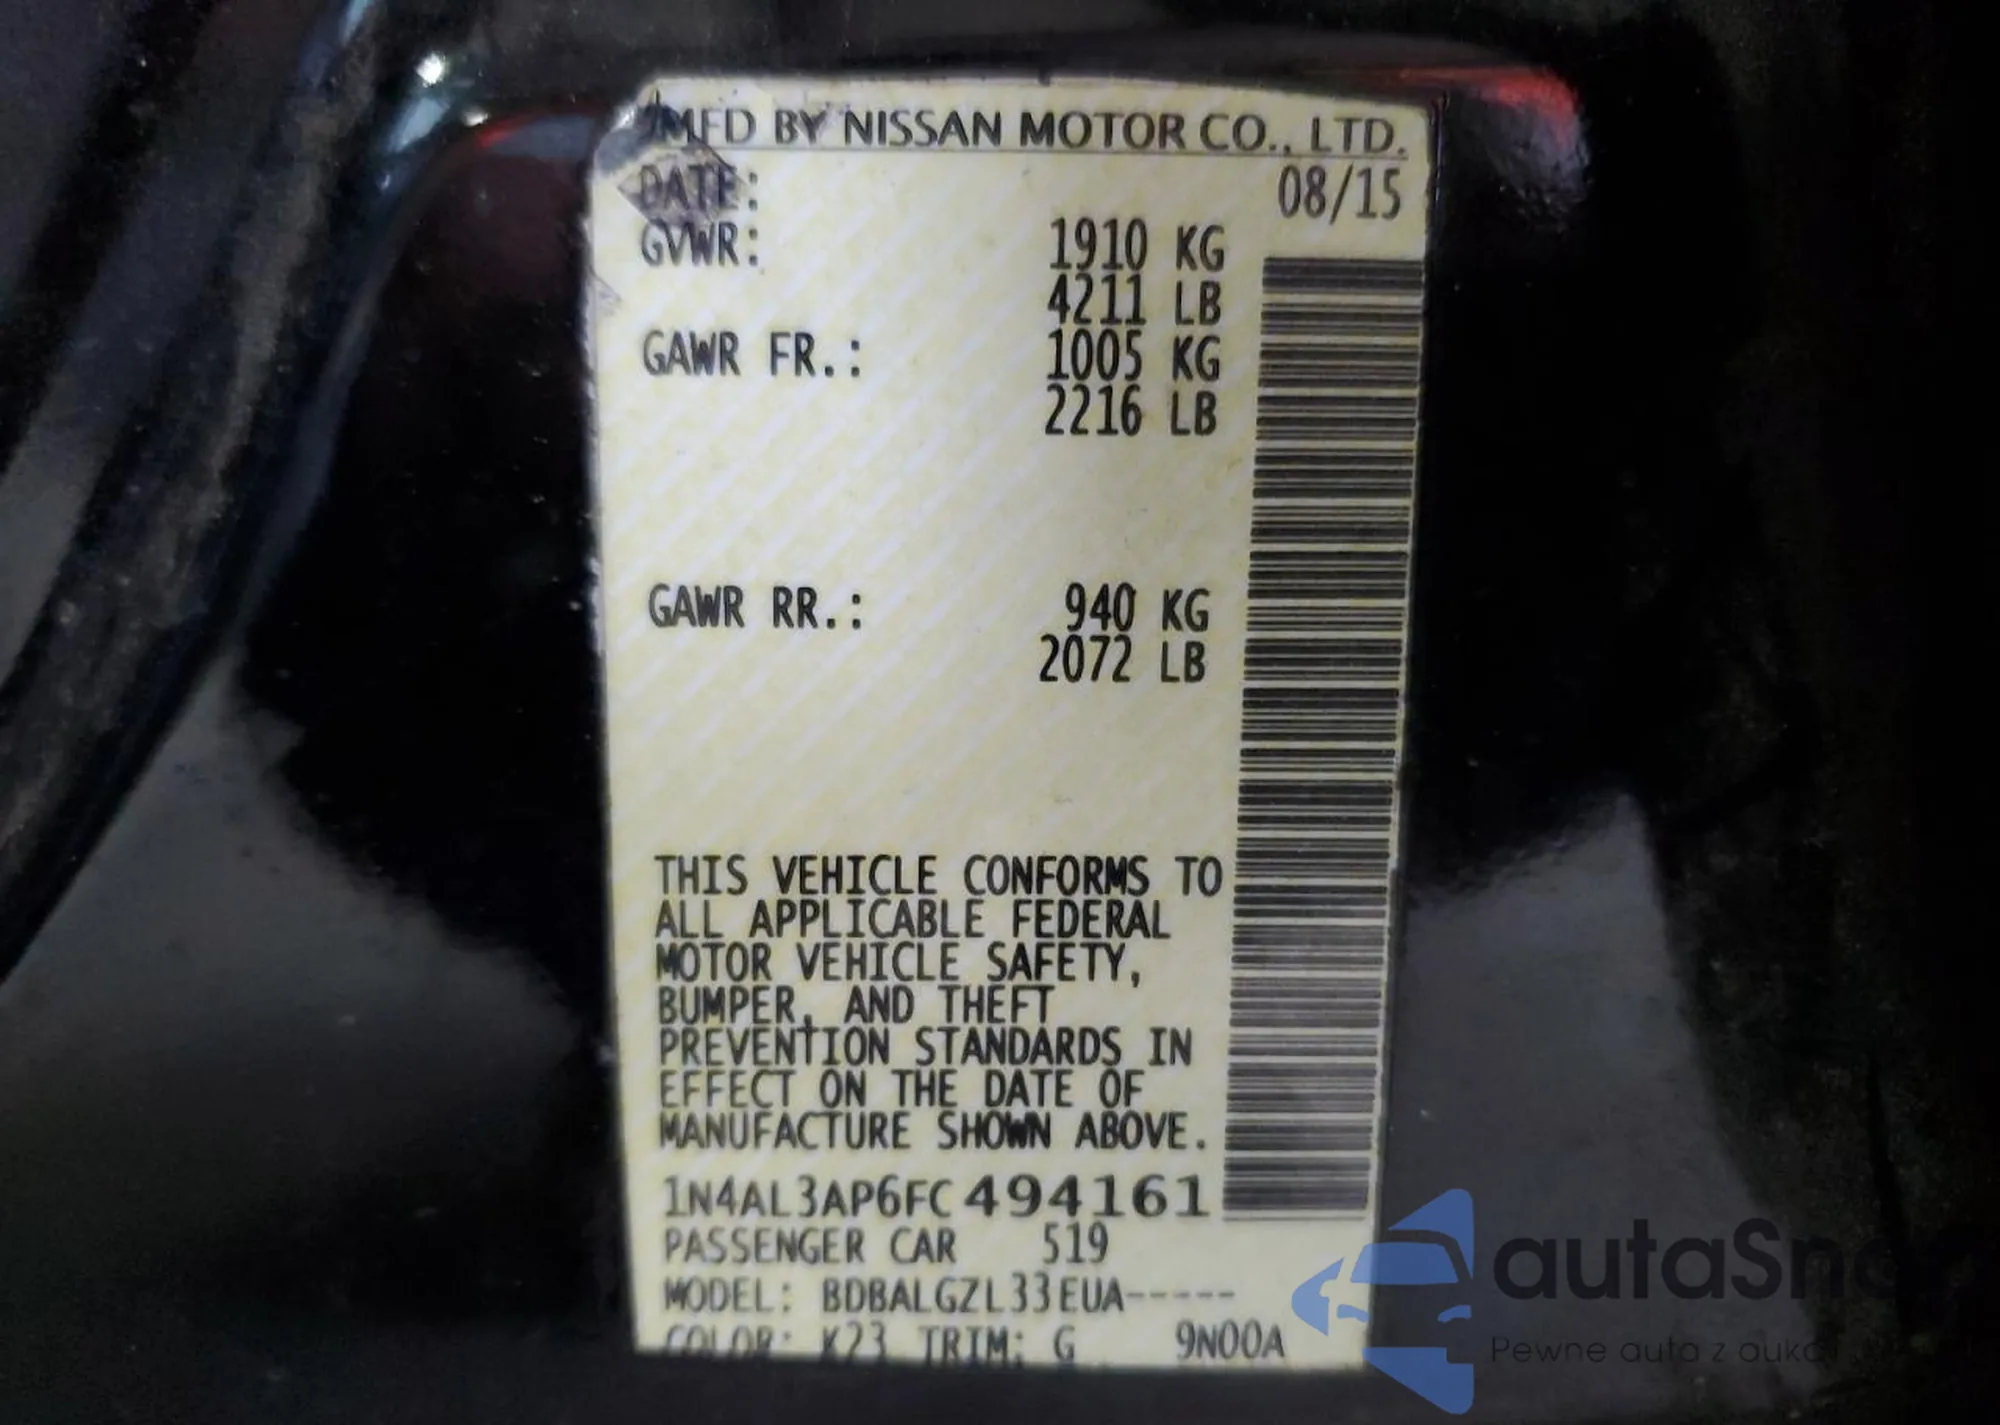 MFD BY NISSAN MOTOR CO., LTD.
DATE: 08/15
GVWR: 1910 KG
4211 LB
GAWR FR.: 1005 KG
2216 LB
GAWR RR.: 940 KG
2072 LB
THIS VEHICLE CONFORMS TO
ALL APPLICABLE FEDERAL
MOTOR VEHICLE SAFETY,
BUMPER, AND THEFT
PREVENTION STANDARDS IN
EFFECT ON THE DATE OF
MANUFACTURE SHOWN ABOVE.
1N4AL3AP6FC494161
PASSENGER CAR 519
MODEL: BDBALGZL33EUA-----
COLOR: K23 TRIM: G 9N00A
Pewne auta z